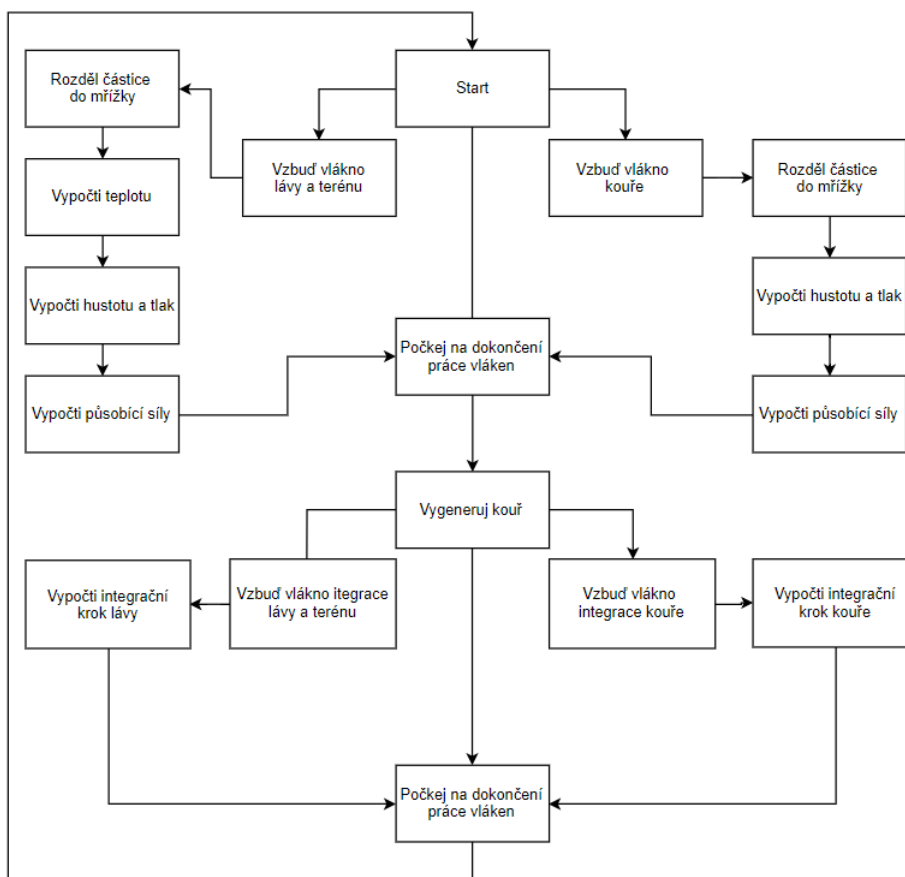 Start
Rozděl částice
do mřížky
Vzbuď vlákno
lávy a terénu
Vzbuď vlákno
kouře
Rozděl částice
do mřížky
Vypočti teplotu
Vypočti hustotu a tlak
Vypočti hustotu a tlak
Počkej na dokončení
práce vláken
Vypočti působící síly
Vypočti působící síly
Vygeneruj kouř
Vypočti integrační
krok lávy
Vzbuď vlákno itegrace
lávy a terénu
Vzbuď vlákno
integrace kouře
Vypočti integrační
krok kouře
Počkej na dokončení
práce vláken